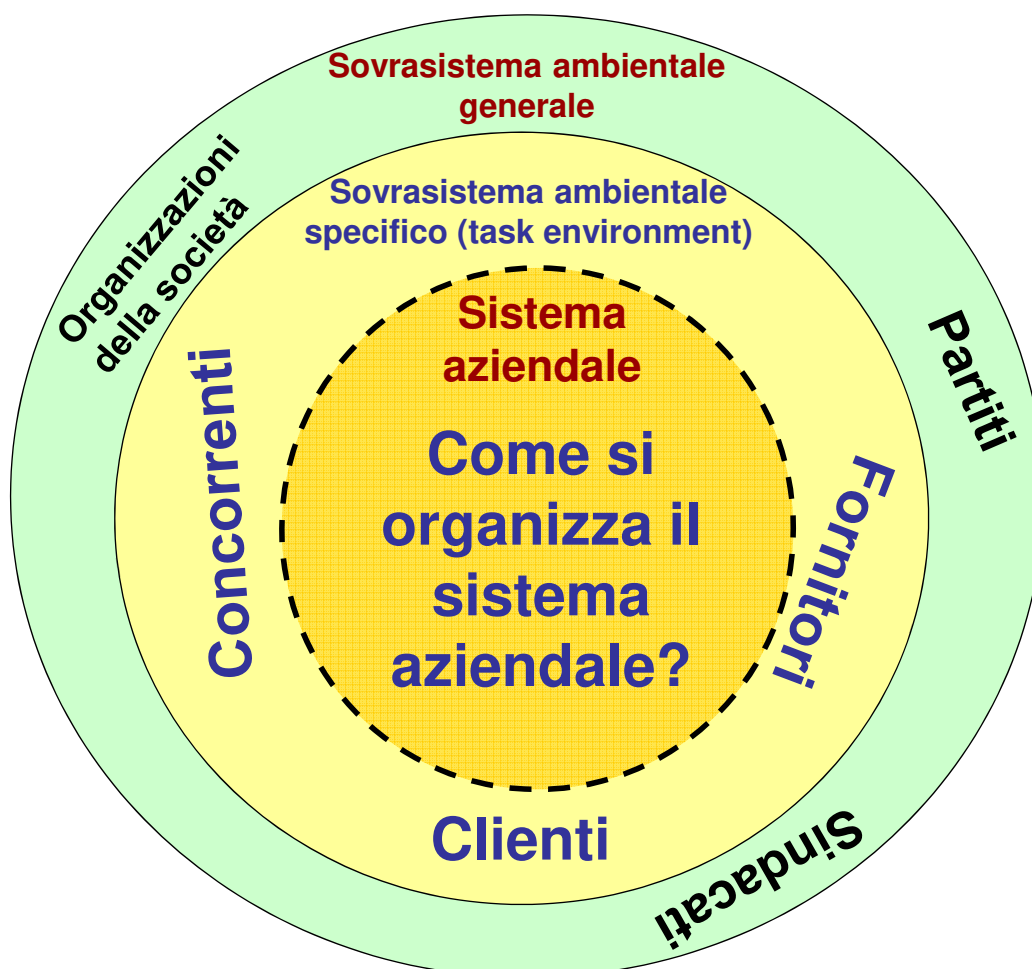 Sovrasistema ambientale
generale
Organizzazioni
della società
Sovrasistema ambientale
specifico (task environment)
Sistema
aziendale
Partiti
Concorrenti
Come si
organizza il
sistema
aziendale?
Fornitori
Clienti
Sindacati